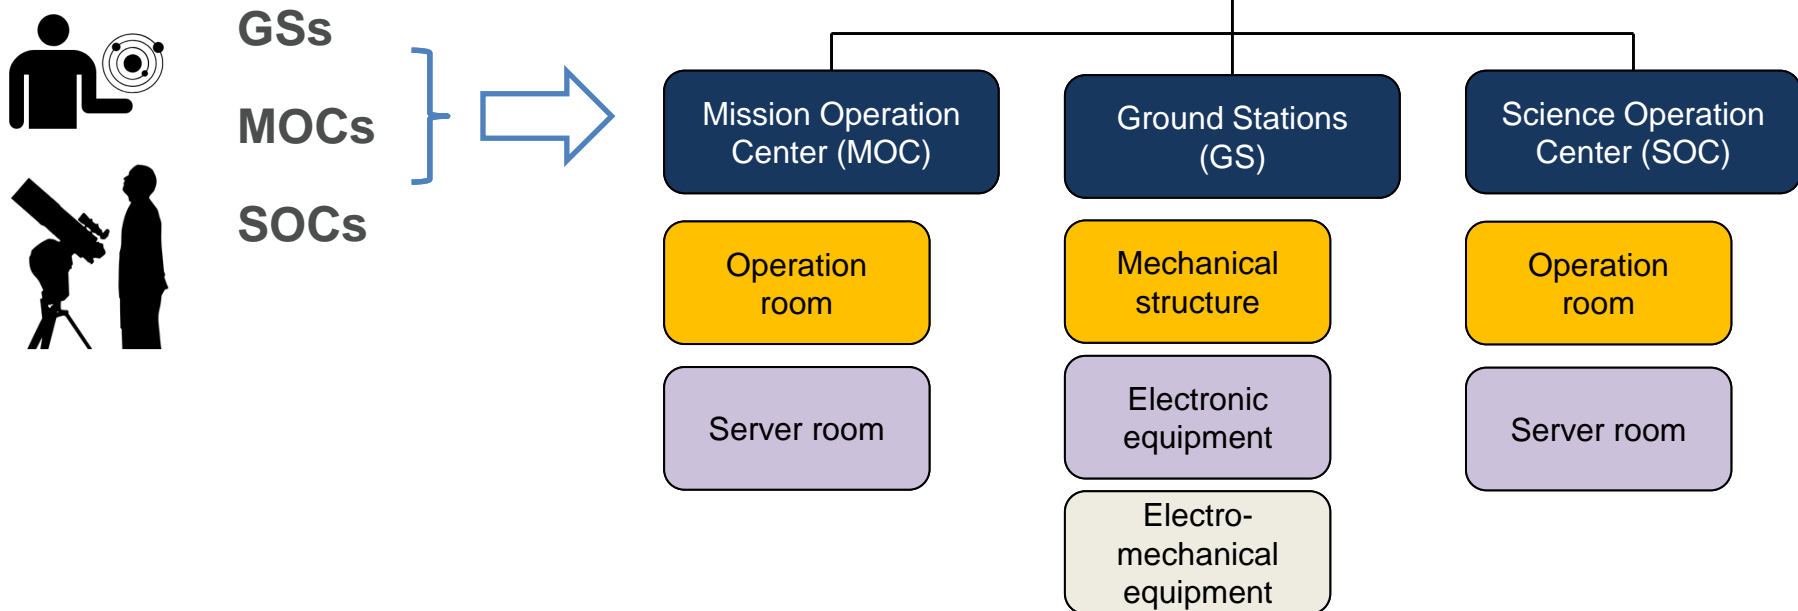 GSs
MOCs
SOCs
Mission Operation
Center (MOC)
Operation
room
Server room
Ground Stations
(GS)
Mechanical
structure
Electronic
equipment
Electro-
mechanical
equipment
Science Operation
Center (SOC)
Operation
room
Server room